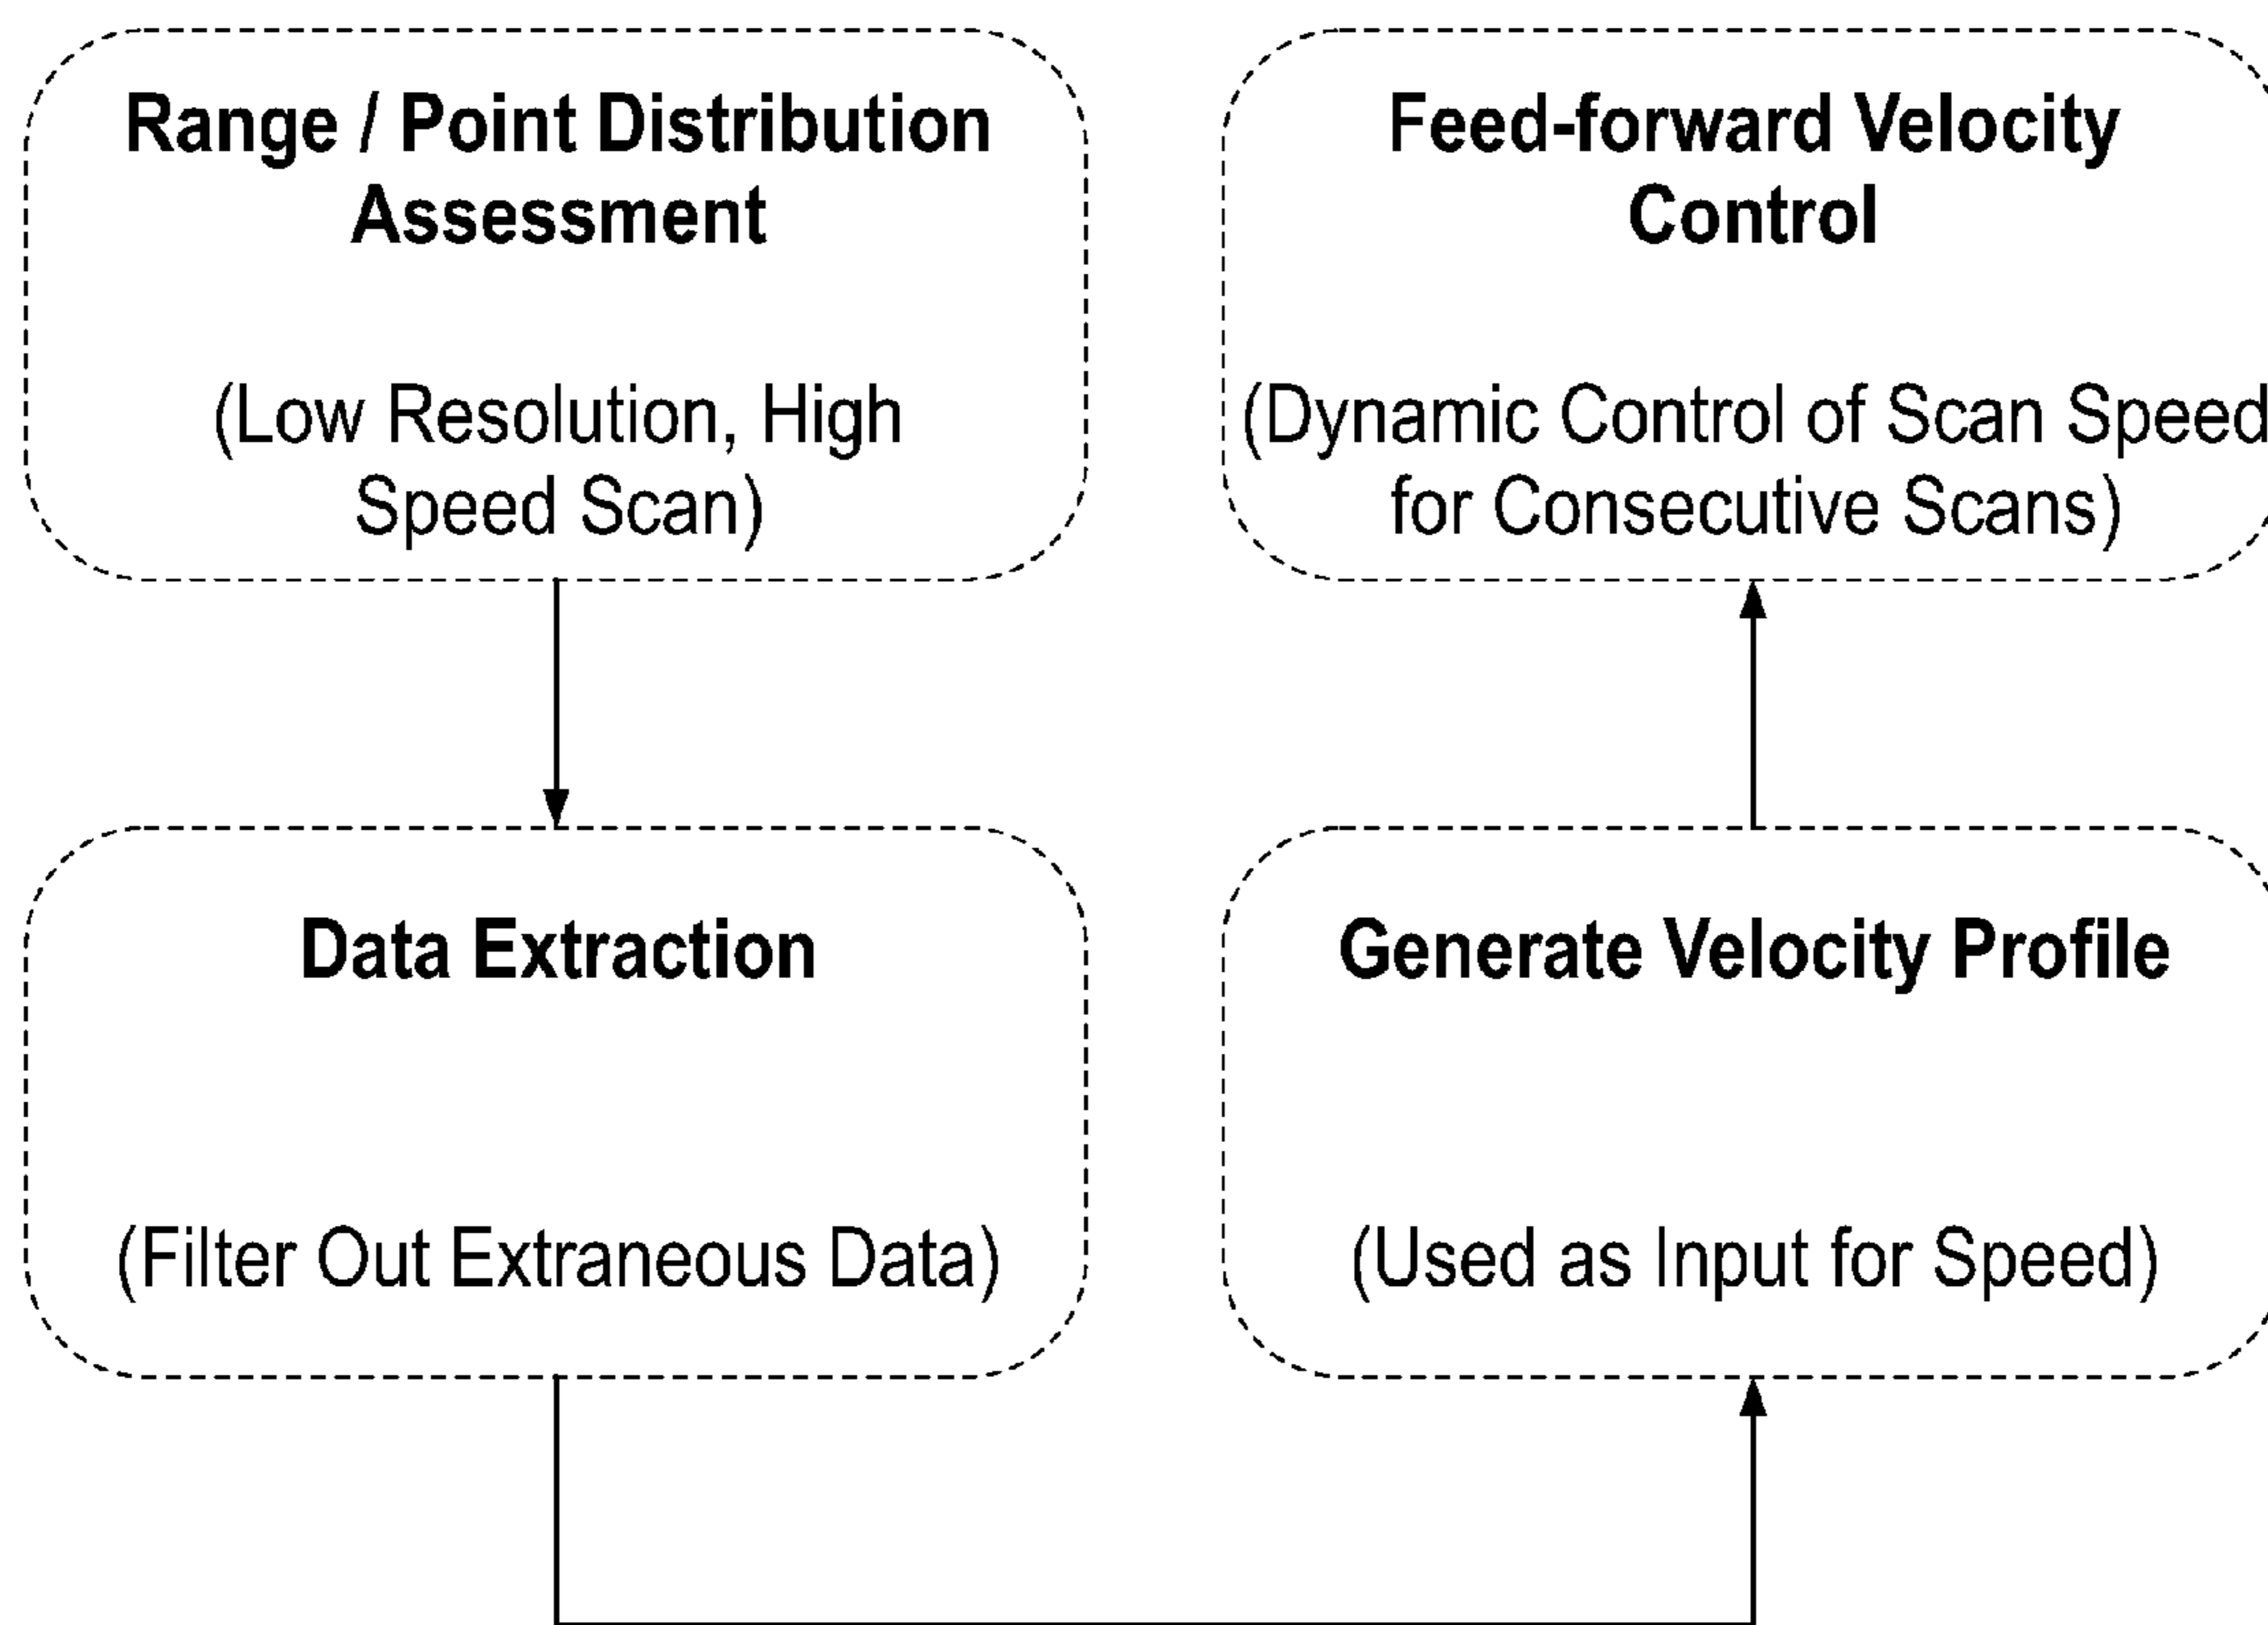 Range / Point Distribution
Assessment
(Low Resolution, High
Speed Scan)
Data Extraction
(Filter Out Extraneous Data)
Generate Velocity Profile
(Used as Input for Speed)
Feed-forward Velocity
Control
(Dynamic Control of Scan Speed
for Consecutive Scans)